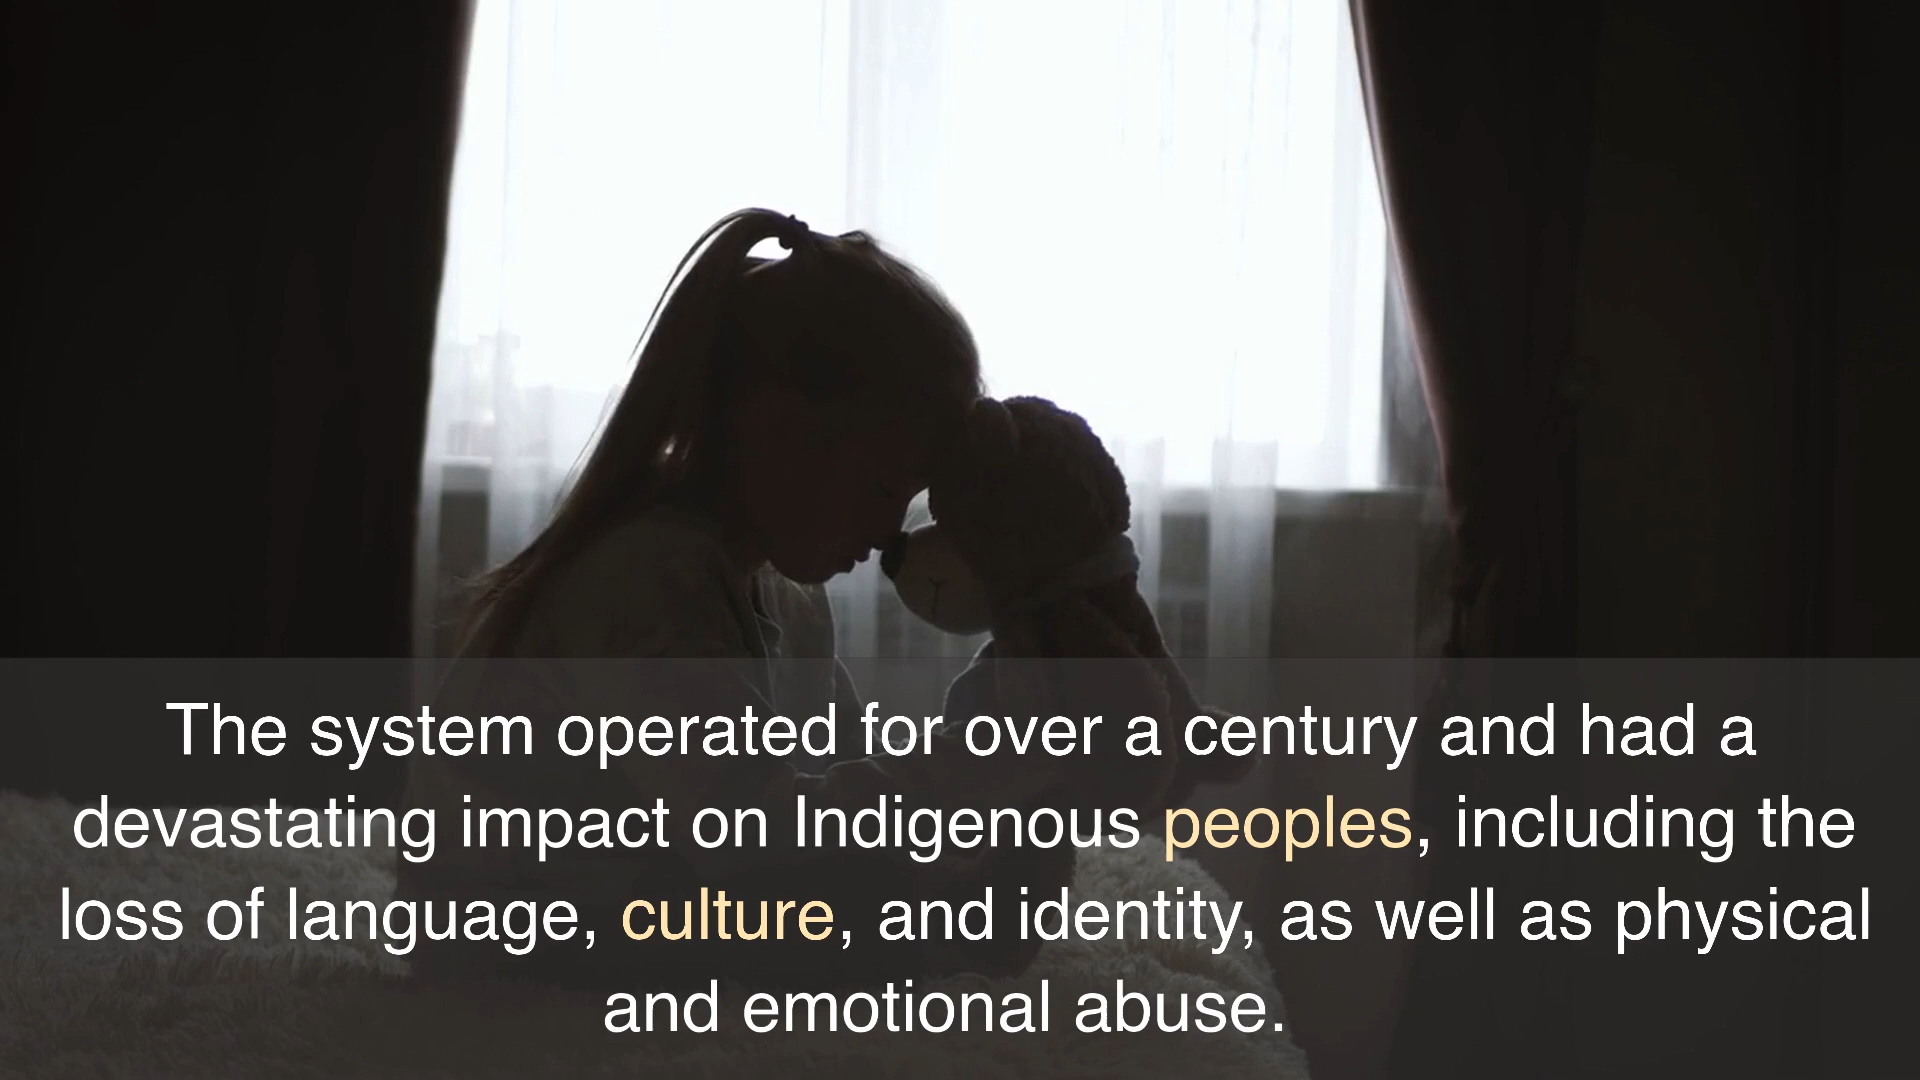 The system operated for over a century and had a
devastating impact on Indigenous peoples, including the
loss of language, culture, and identity, as well as physical
and emotional abuse.